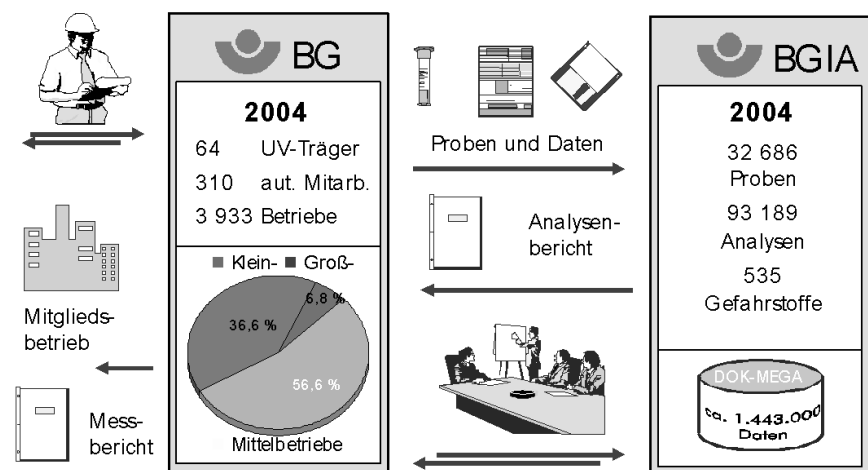 BG
2004
64 UV-Träger
310 aut. Mitarb.
3 933 Betriebe
Klein- Groß-
6,8 %
36,6 %
56,6 %
Mittelbetriebe
Mitglieds-
betrieb
Mess-
bericht
Proben und Daten
Analysen-
bericht
BGIA
2004
32 686
Proben
93 189
Analysen
535
Gefahrstoffe
DOK-MEGA
ca. 1.443.000
Daten